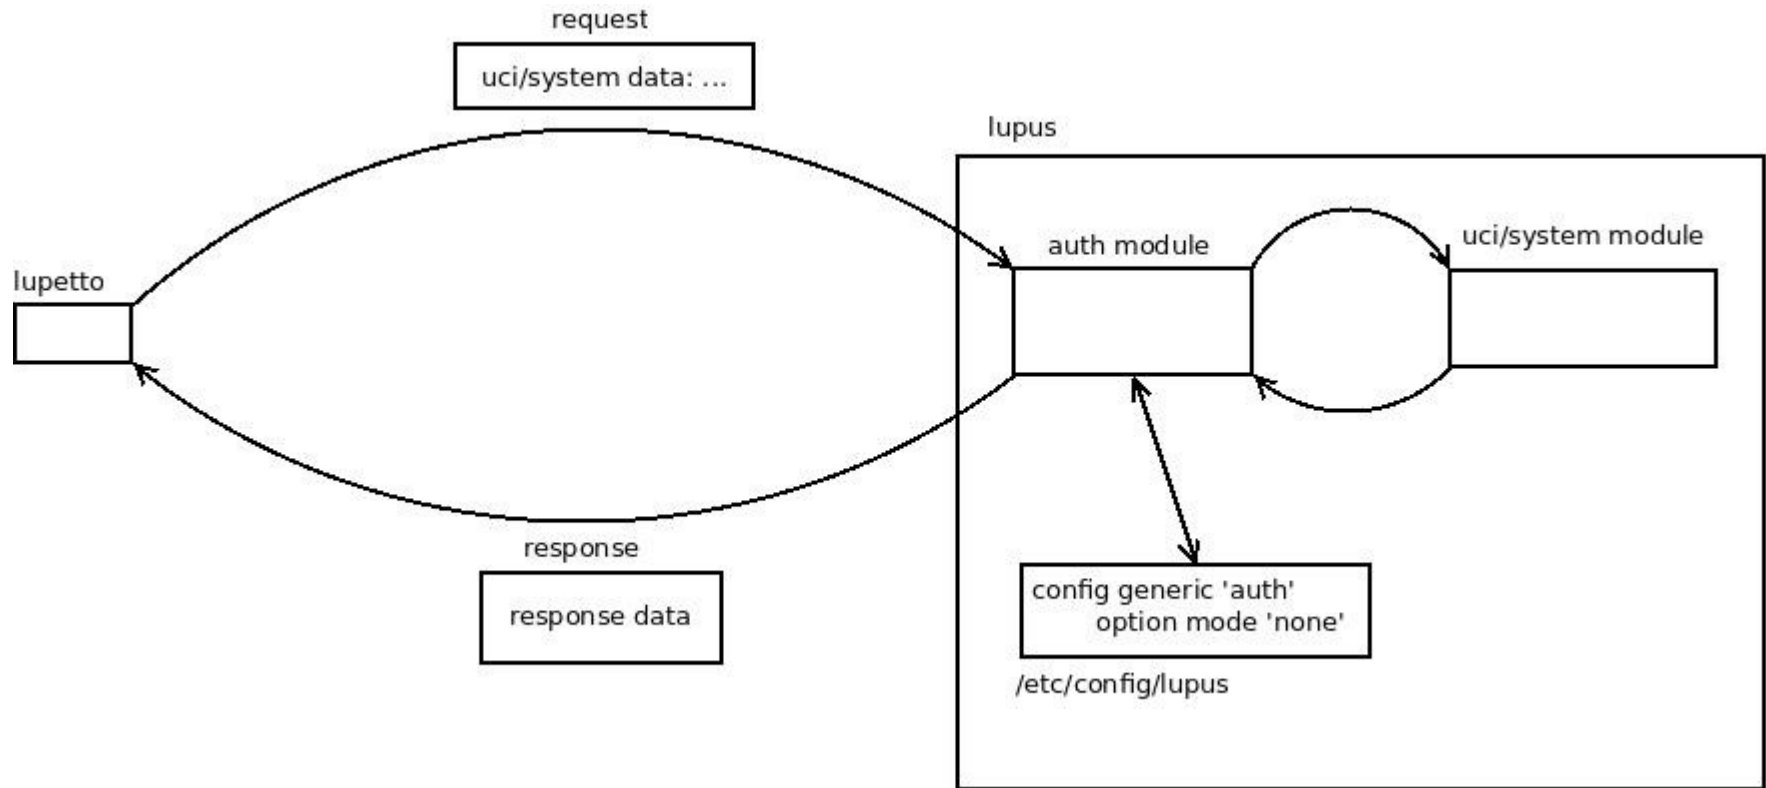 request
uci/system data: ...
lupus
auth module
uci/system module
lupetto
response
response data
config generic 'auth'
option mode 'none'
/etc/config/lupus